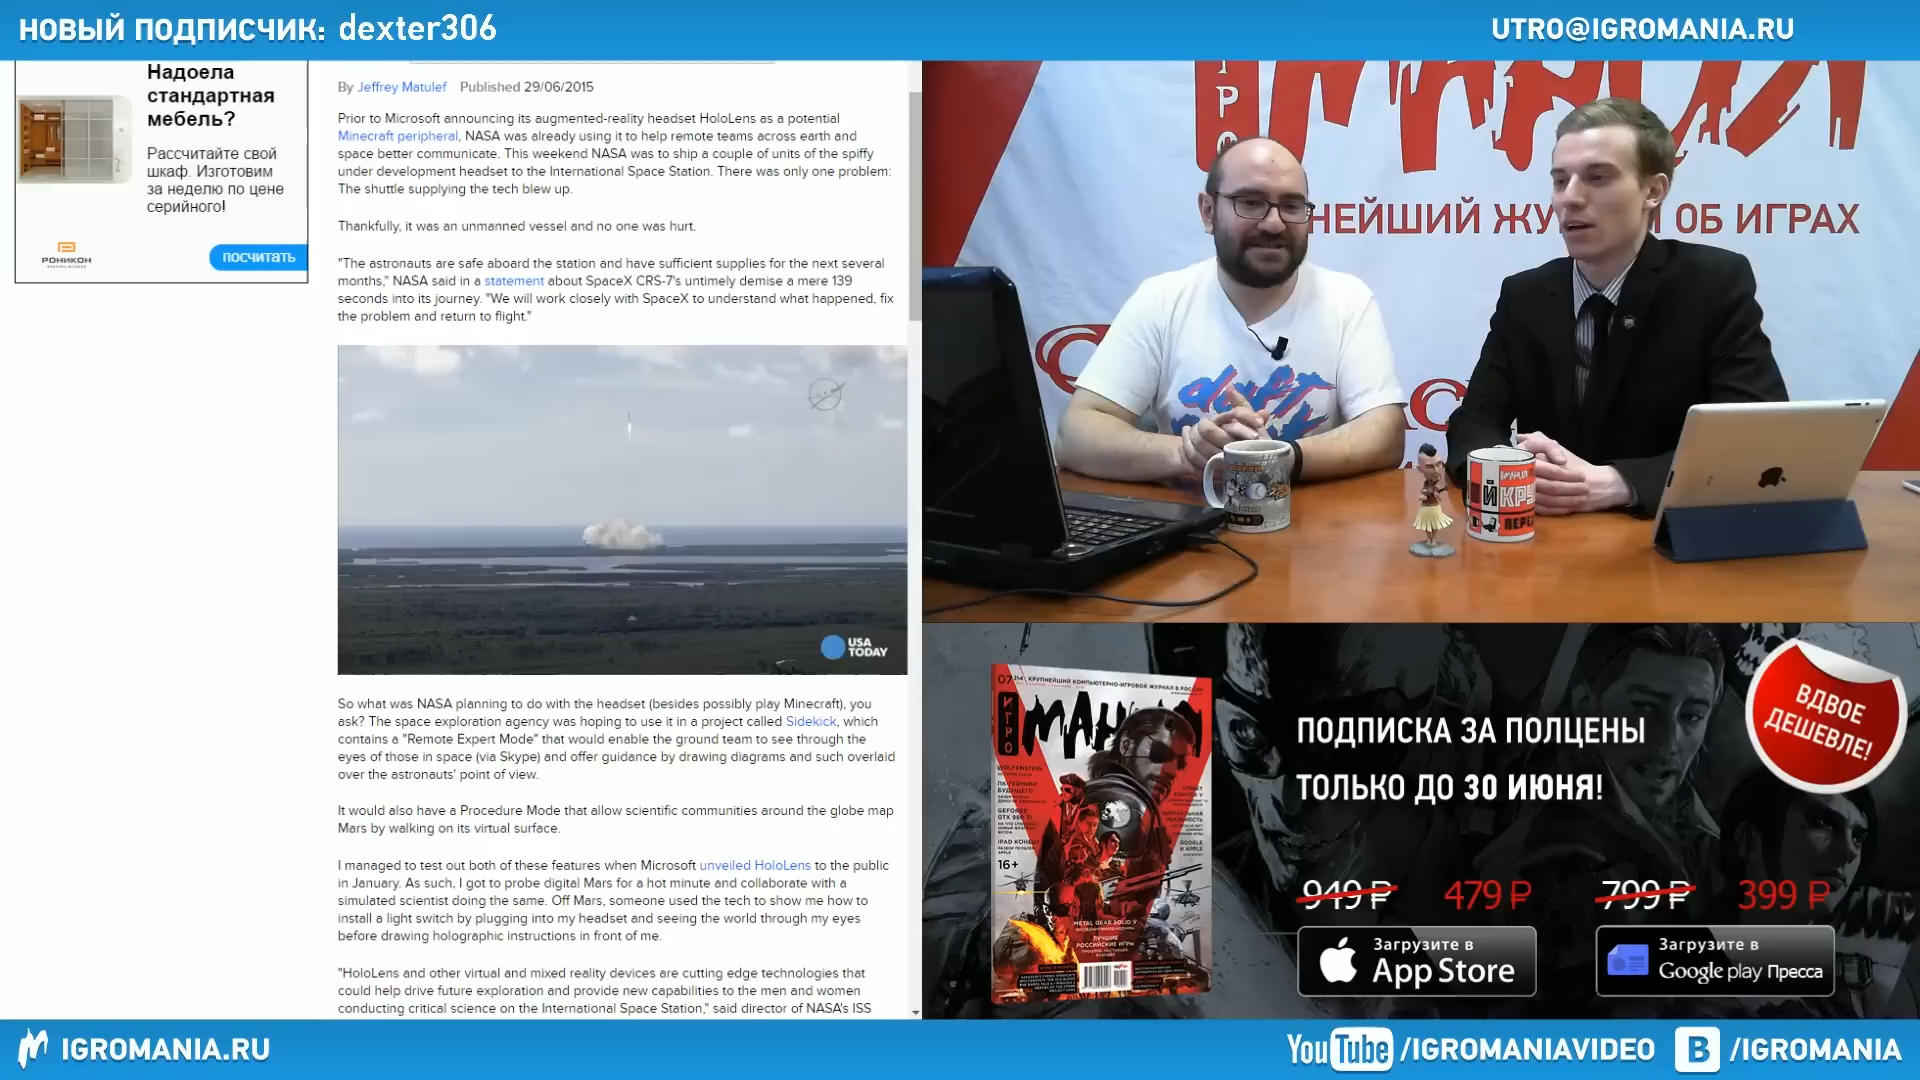 НОВЫЙ ПОДПИСЧИК: dexter306
UTRO@IGROMANIA.RU
Надоела
стандартная
мебель?
Рассчитайте свой
шкаф. Изготовим
за неделю по цене
серийного!
РОНИКОН
ПОСЧИТАТЬ
By Jeffrey Matulef Published 29/06/2015
Prior to Microsoft announcing its augmented-reality headset HoloLens as a potential
Minecraft peripheral, NASA was already using it to help remote teams across earth and
space better communicate. This weekend NASA was to ship a couple of units of the spiffy
under development headset to the International Space Station. There was only one problem:
The shuttle supplying the tech blew up.
Thankfully, it was an unmanned vessel and no one was hurt.
"The astronauts are safe aboard the station and have sufficient supplies for the next several
months," NASA said in a statement about SpaceX CRS-7's untimely demise a mere 139
seconds into its journey. "We will work closely with SpaceX to understand what happened, fix
the problem and return to flight."
USA
TODAY
So what was NASA planning to do with the headset (besides possibly play Minecraft), you
ask? The space exploration agency was hoping to use it in a project called Sidekick, which
contains a "Remote Expert Mode" that would enable the ground team to see through the
eyes of those in space (via Skype) and offer guidance by drawing diagrams and such overlaid
over the astronauts' point of view.
It would also have a Procedure Mode that allow scientific communities around the globe map
Mars by walking on its virtual surface.
I managed to test out both of these features when Microsoft unveiled HoloLens to the public
in January. As such, I got to probe digital Mars for a hot minute and collaborate with a
simulated scientist doing the same. Off Mars, someone used the tech to show me how to
install a light switch by plugging into my headset and seeing the world through my eyes
before drawing holographic instructions in front of me.
"HoloLens and other virtual and mixed reality devices are cutting edge technologies that
could help drive future exploration and provide new capabilities to the men and women
conducting critical science on the International Space Station," said director of NASA's ISS
НЕЙШИЙ ЖУ ОБ ИГРАХ
07 214 КРУПНЕЙШИЙ КОМПЬЮТЕРНО-ИГРОВОЙ ЖУРНАЛ В РОССИИ
ИГРО МАНИЯ
WOLFENSTEIN
16+
METAL GEAR SOLID V
ЛУЧШИЕ
РОССИЙСКИЕ ИГРЫ
ПОДПИСКА ЗА ПОЛЦЕНЫ
ТОЛЬКО ДО 30 ИЮНЯ!
ВДВОЕ
ДЕШЕВЛЕ!
949 ₽ 479 ₽ 799 ₽ 399 ₽
Загрузите в
App Store
Загрузите в
Google play Пресса
IGROMANIA.RU
YouTube /IGROMANIAVIDEO
В /IGROMANIA